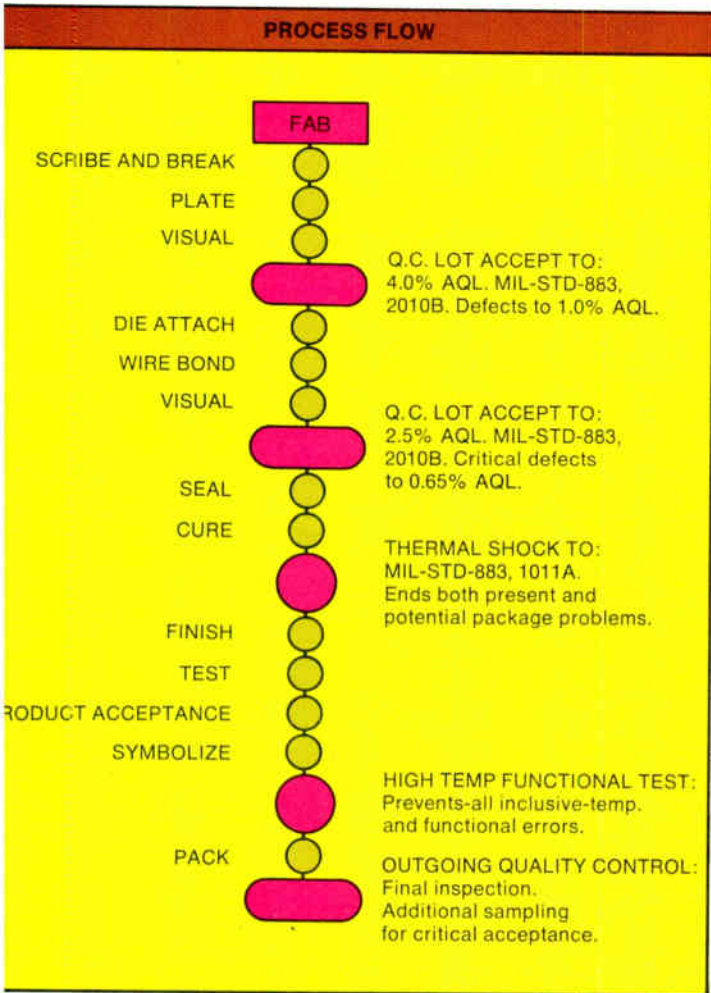 PROCESS FLOW
FAB
SCRIBE AND BREAK
PLATE
VISUAL
Q.C. LOT ACCEPT TO:
4.0% AQL. MIL-STD-883,
2010B. Defects to 1.0% AQL.
DIE ATTACH
WIRE BOND
VISUAL
Q.C. LOT ACCEPT TO:
2.5% AQL. MIL-STD-883,
2010B. Critical defects
to 0.65% AQL.
SEAL
CURE
THERMAL SHOCK TO:
MIL-STD-883, 1011A.
Ends both present and
potential package problems.
FINISH
TEST
RODUCT ACCEPTANCE
SYMBOLIZE
HIGH TEMP FUNCTIONAL TEST:
Prevents-all inclusive-temp.
and functional errors.
PACK
OUTGOING QUALITY CONTROL:
Final inspection.
Additional sampling
for critical acceptance.